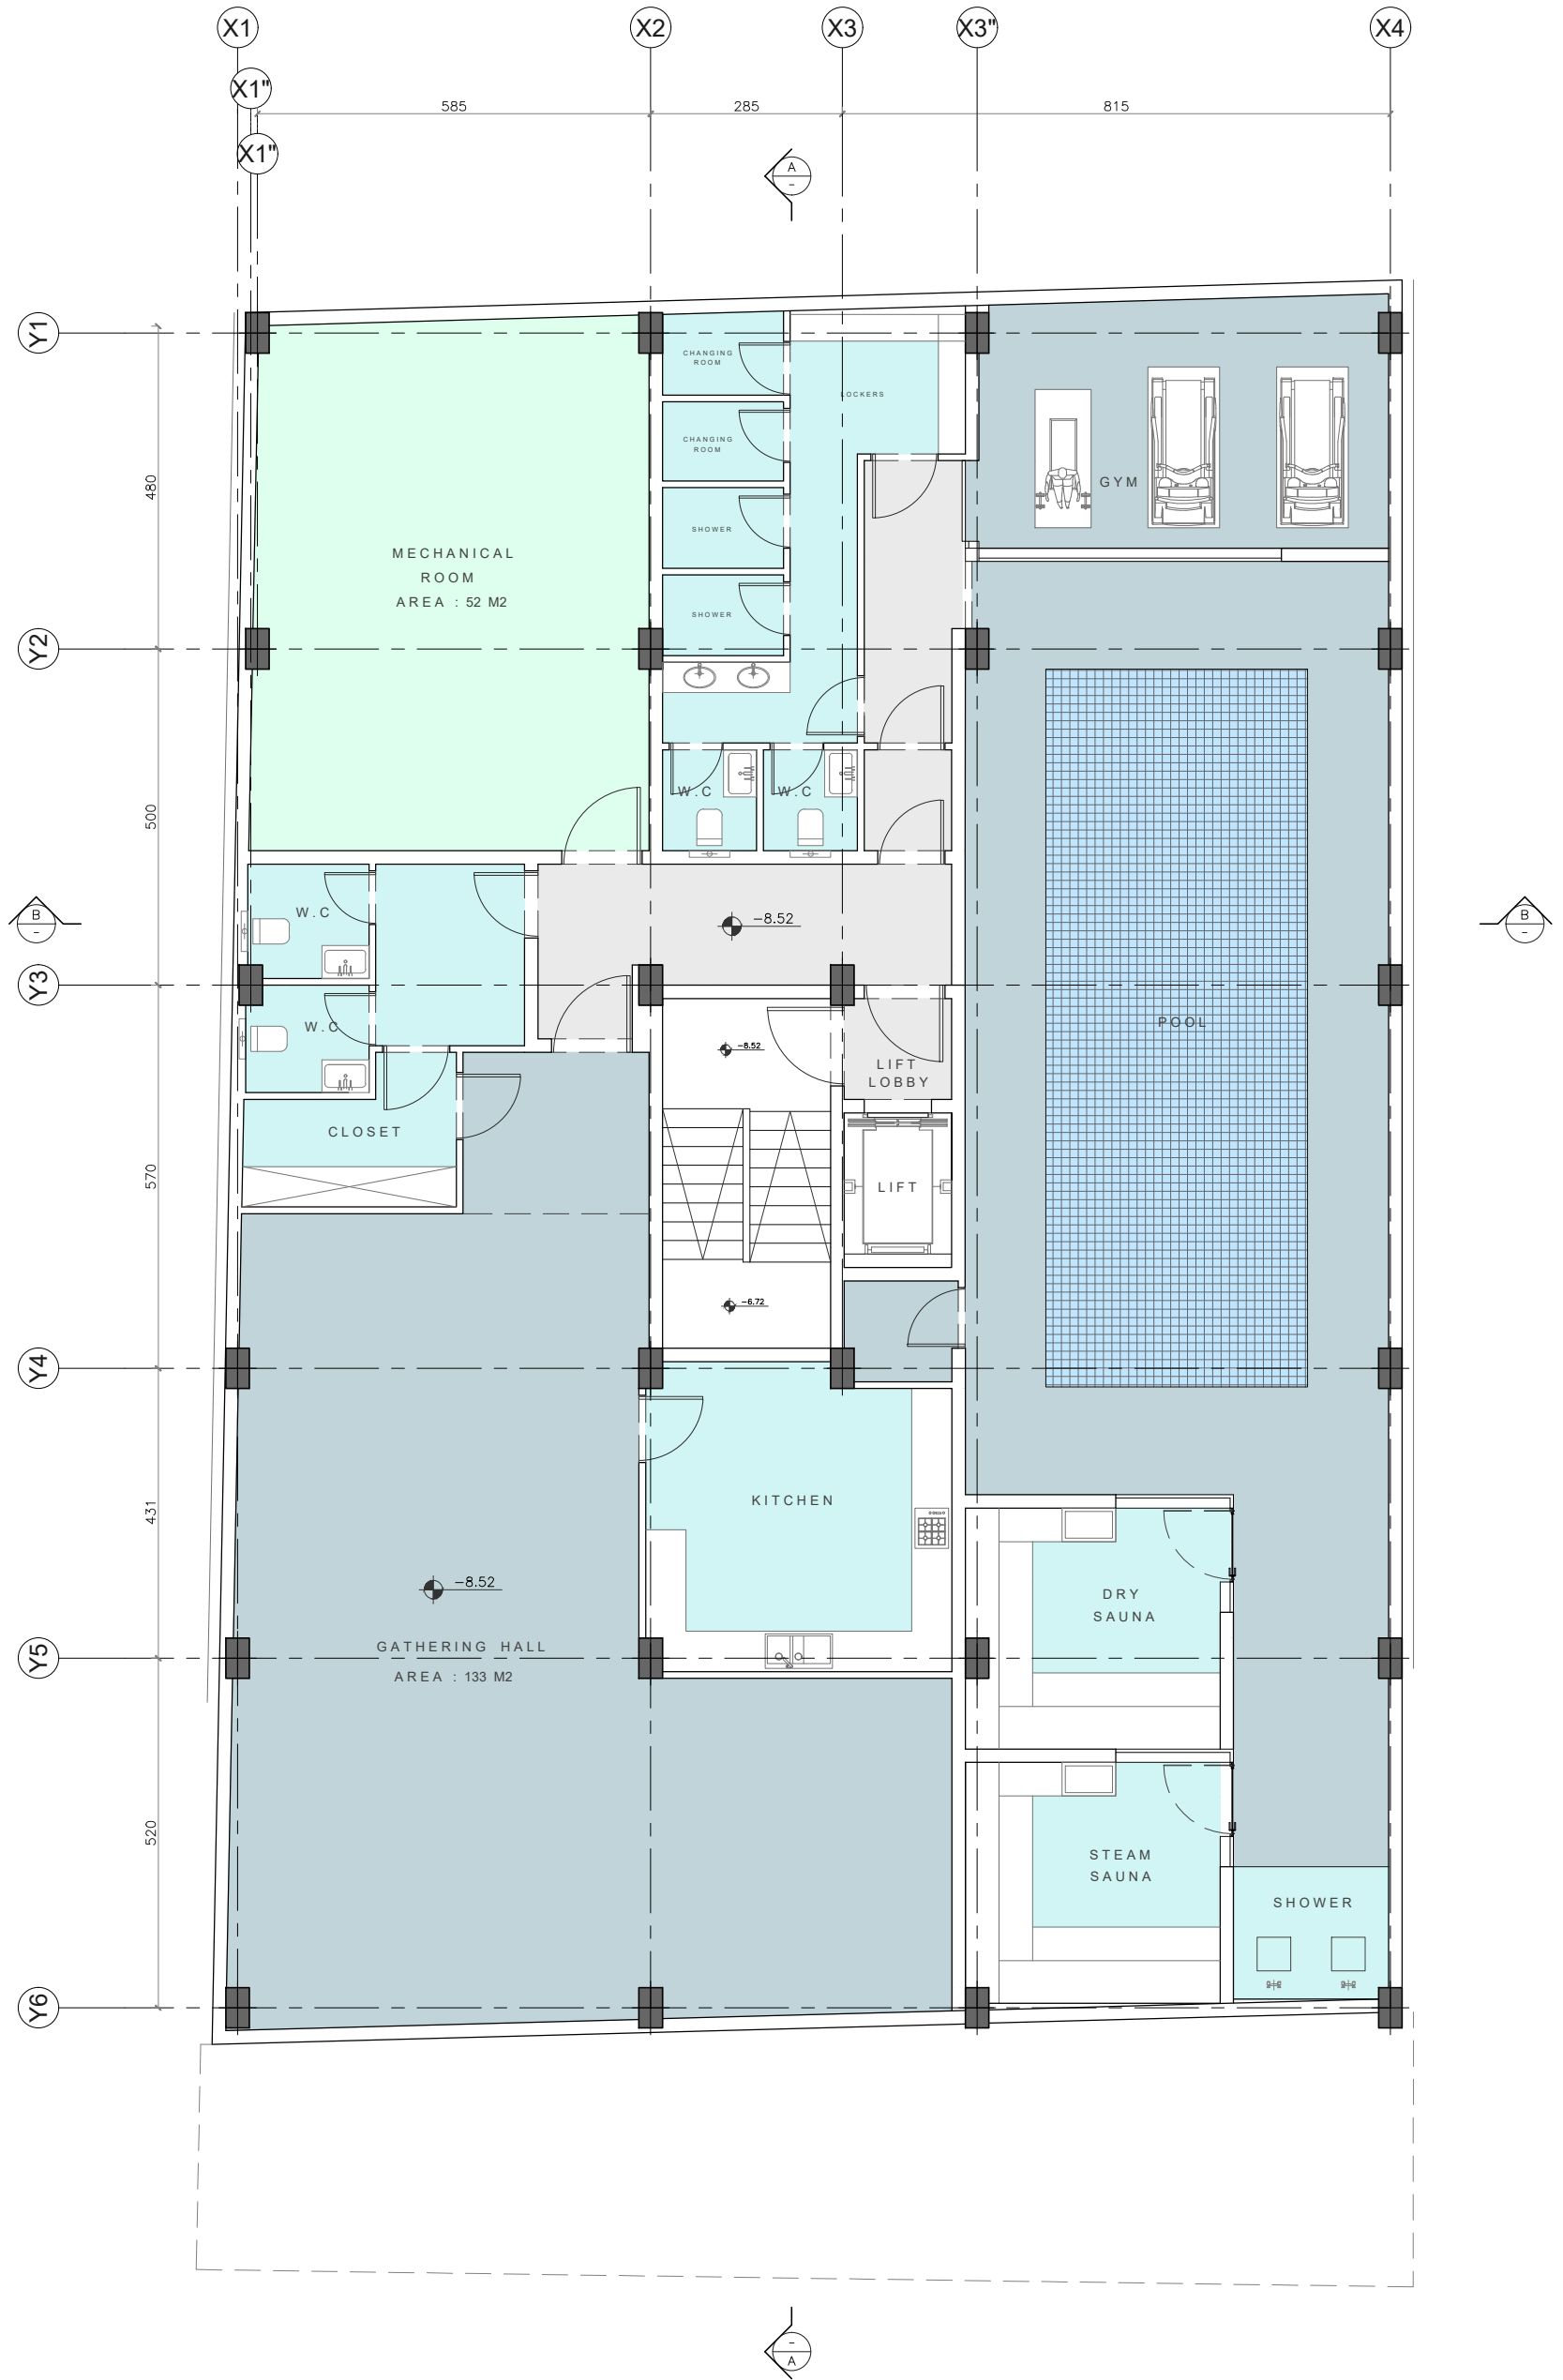 X1
X2
X3
X3"
X4
X1"
585
285
815
X1"
A
-
Y1
CHANGING
ROOM
LOCKERS
CHANGING
ROOM
480
GYM
SHOWER
MECHANICAL
ROOM
AREA : 52 M2
SHOWER
Y2
W.C
W.C
500
B
-
W.C
-8.52
B
-
Y3
W.C
POOL
-8.52
LIFT
LOBBY
CLOSET
570
LIFT
-6.72
Y4
KITCHEN
431
-8.52
DRY
SAUNA
Y5
GATHERING HALL
AREA : 133 M2
520
STEAM
SAUNA
SHOWER
Y6
-
A